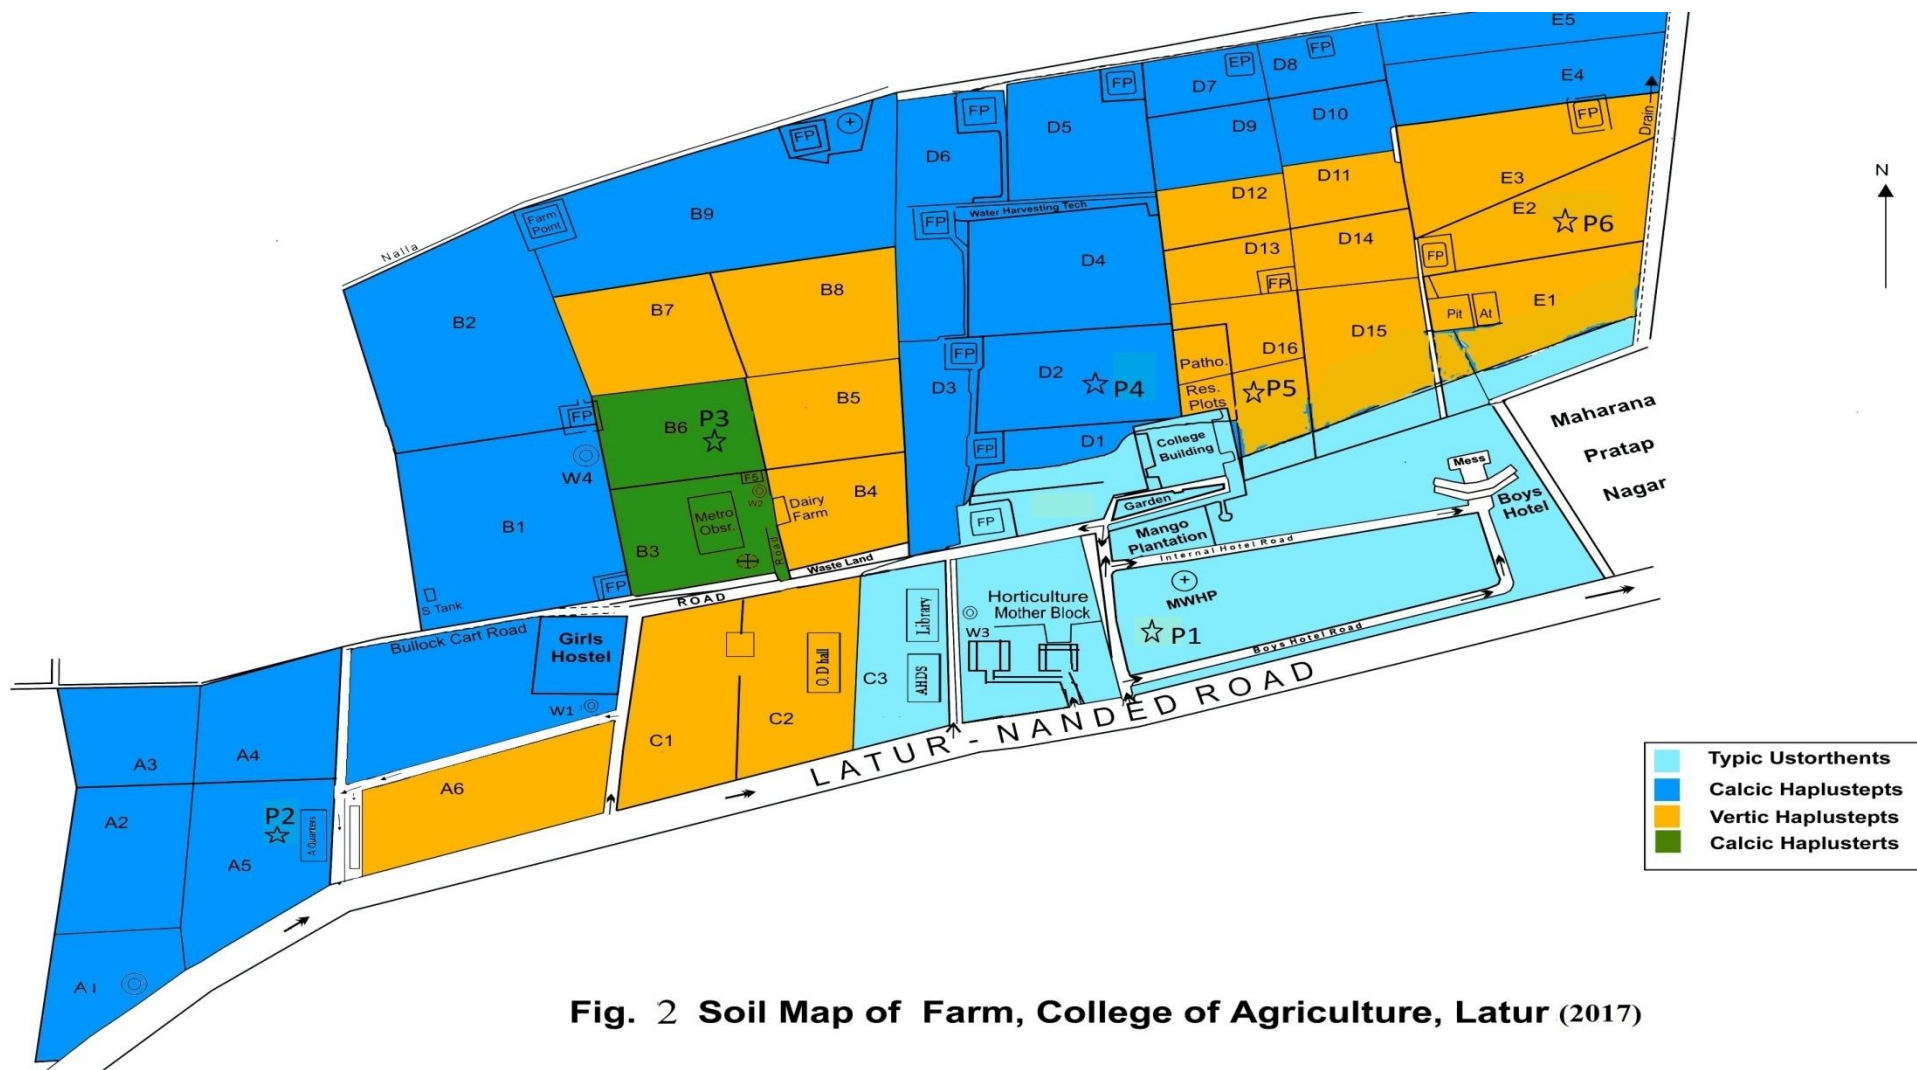 E5
FP
EP
D8
E4
FP
D7
FP
FP
D10
D9
D5
FP
Drain
N
FP
D6
D11
E3
D12
E2
P6
Water Harvesting Tech
B9
Farm
Point
FP
D14
D13
FP
Nalla
D4
FP
B8
E1
B7
Pit
At
B2
D15
D16
FP
Patho.
D2
P4
D3
Res.
Plots
P5
B5
Maharana
Pratap
Nagar
FP
B6
P3
D1
FP
College
Building
Mess
W4
F5
W2
B4
Dairy
Farm
Boys
Hotel
Garden
B1
Metro
Obsr.
FP
Mango
Plantation
Internal Hotel Road
B3
Road
Waste Land
MWHP
FP
S Tank
ROAD
Horticulture
Mother Block
Library
W3
P1
Boys Hotel Road
Bullock Cart Road
Girls
Hostel
O.D hall
C3
AHDS
W1
C2
C1
LATUR - NANDED ROAD
A4
A3
A6
A2
P2
A Quarters
A5
A1
Typic Ustorthents
Calcic Haplustepts
Vertic Haplustepts
Calcic Haplusterts
Fig. 2 Soil Map of Farm, College of Agriculture, Latur (2017)